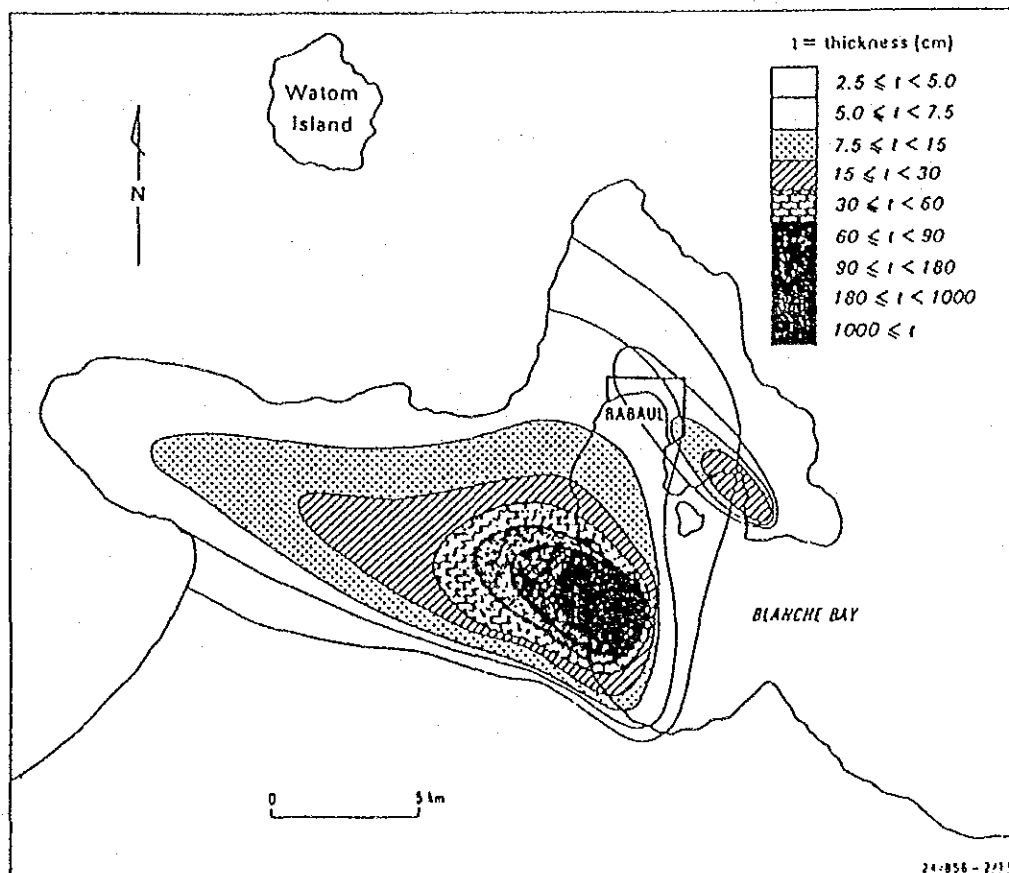 t = thickness (cm)
2.5 ⩽ t < 5.0
5.0 ⩽ t < 7.5
7.5 ⩽ t < 15
15 ⩽ t < 30
30 ⩽ t < 60
60 ⩽ t < 90
90 ⩽ t < 180
180 ⩽ t < 1000
1000 ⩽ t
Watom
Island
N
RABAUL
BLANCHE BAY
0 5 km